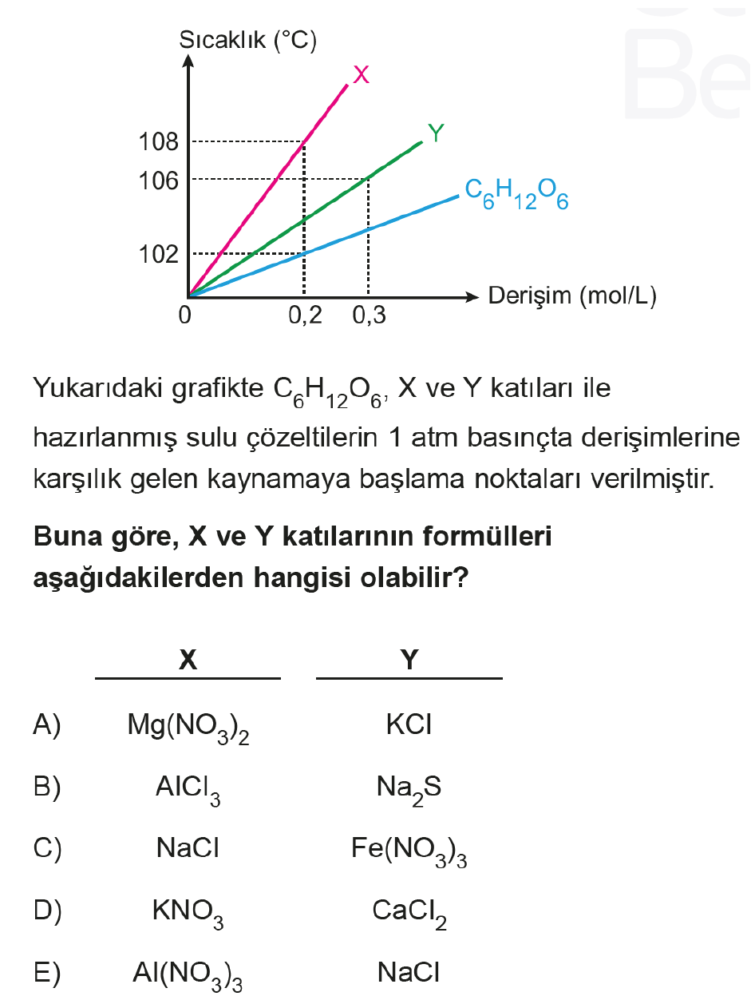 Be
Sıcaklık (°C)
X
Y
108
106
C₆H₁₂O₆
102
Derişim (mol/L)
0 0,2 0,3
Yukarıdaki grafikte C₆H₁₂O₆, X ve Y katıları ile
hazırlanmış sulu çözeltilerin 1 atm basınçta derişimlerine
karşılık gelen kaynamaya başlama noktaları verilmiştir.
Buna göre, X ve Y katılarının formülleri
aşağıdakilerden hangisi olabilir?
X Y
A) Mg(NO₃)₂ KCl
B) AlCl₃ Na₂S
C) NaCl Fe(NO₃)₃
D) KNO₃ CaCl₂
E) Al(NO₃)₃ NaCl